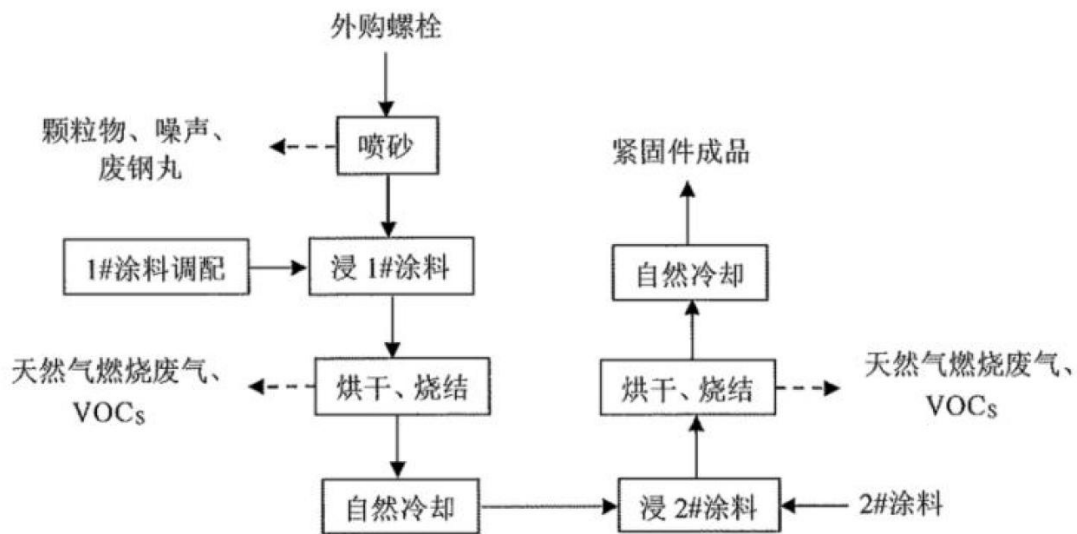 外购螺栓
颗粒物、噪声、
废钢丸
喷砂
1#涂料调配
浸 1#涂料
天然气燃烧废气、
VOCs
烘干、烧结
自然冷却
紧固件成品
自然冷却
烘干、烧结
天然气燃烧废气、
VOCs
浸 2#涂料
2#涂料